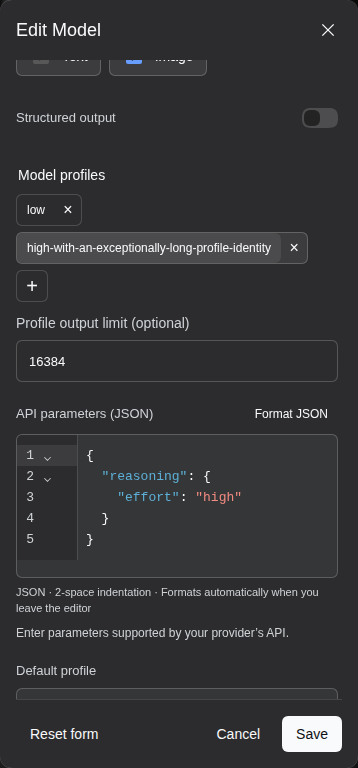 Edit Model
Text
Image
Structured output
Model profiles
low ×
high-with-an-exceptionally-long-profile-identity ×
+
Profile output limit (optional)
16384
API parameters (JSON) Format JSON
1 {
2 "reasoning": {
3 "effort": "high"
4 }
5 }
JSON · 2-space indentation · Formats automatically when you
leave the editor
Enter parameters supported by your provider’s API.
Default profile
Reset form Cancel Save